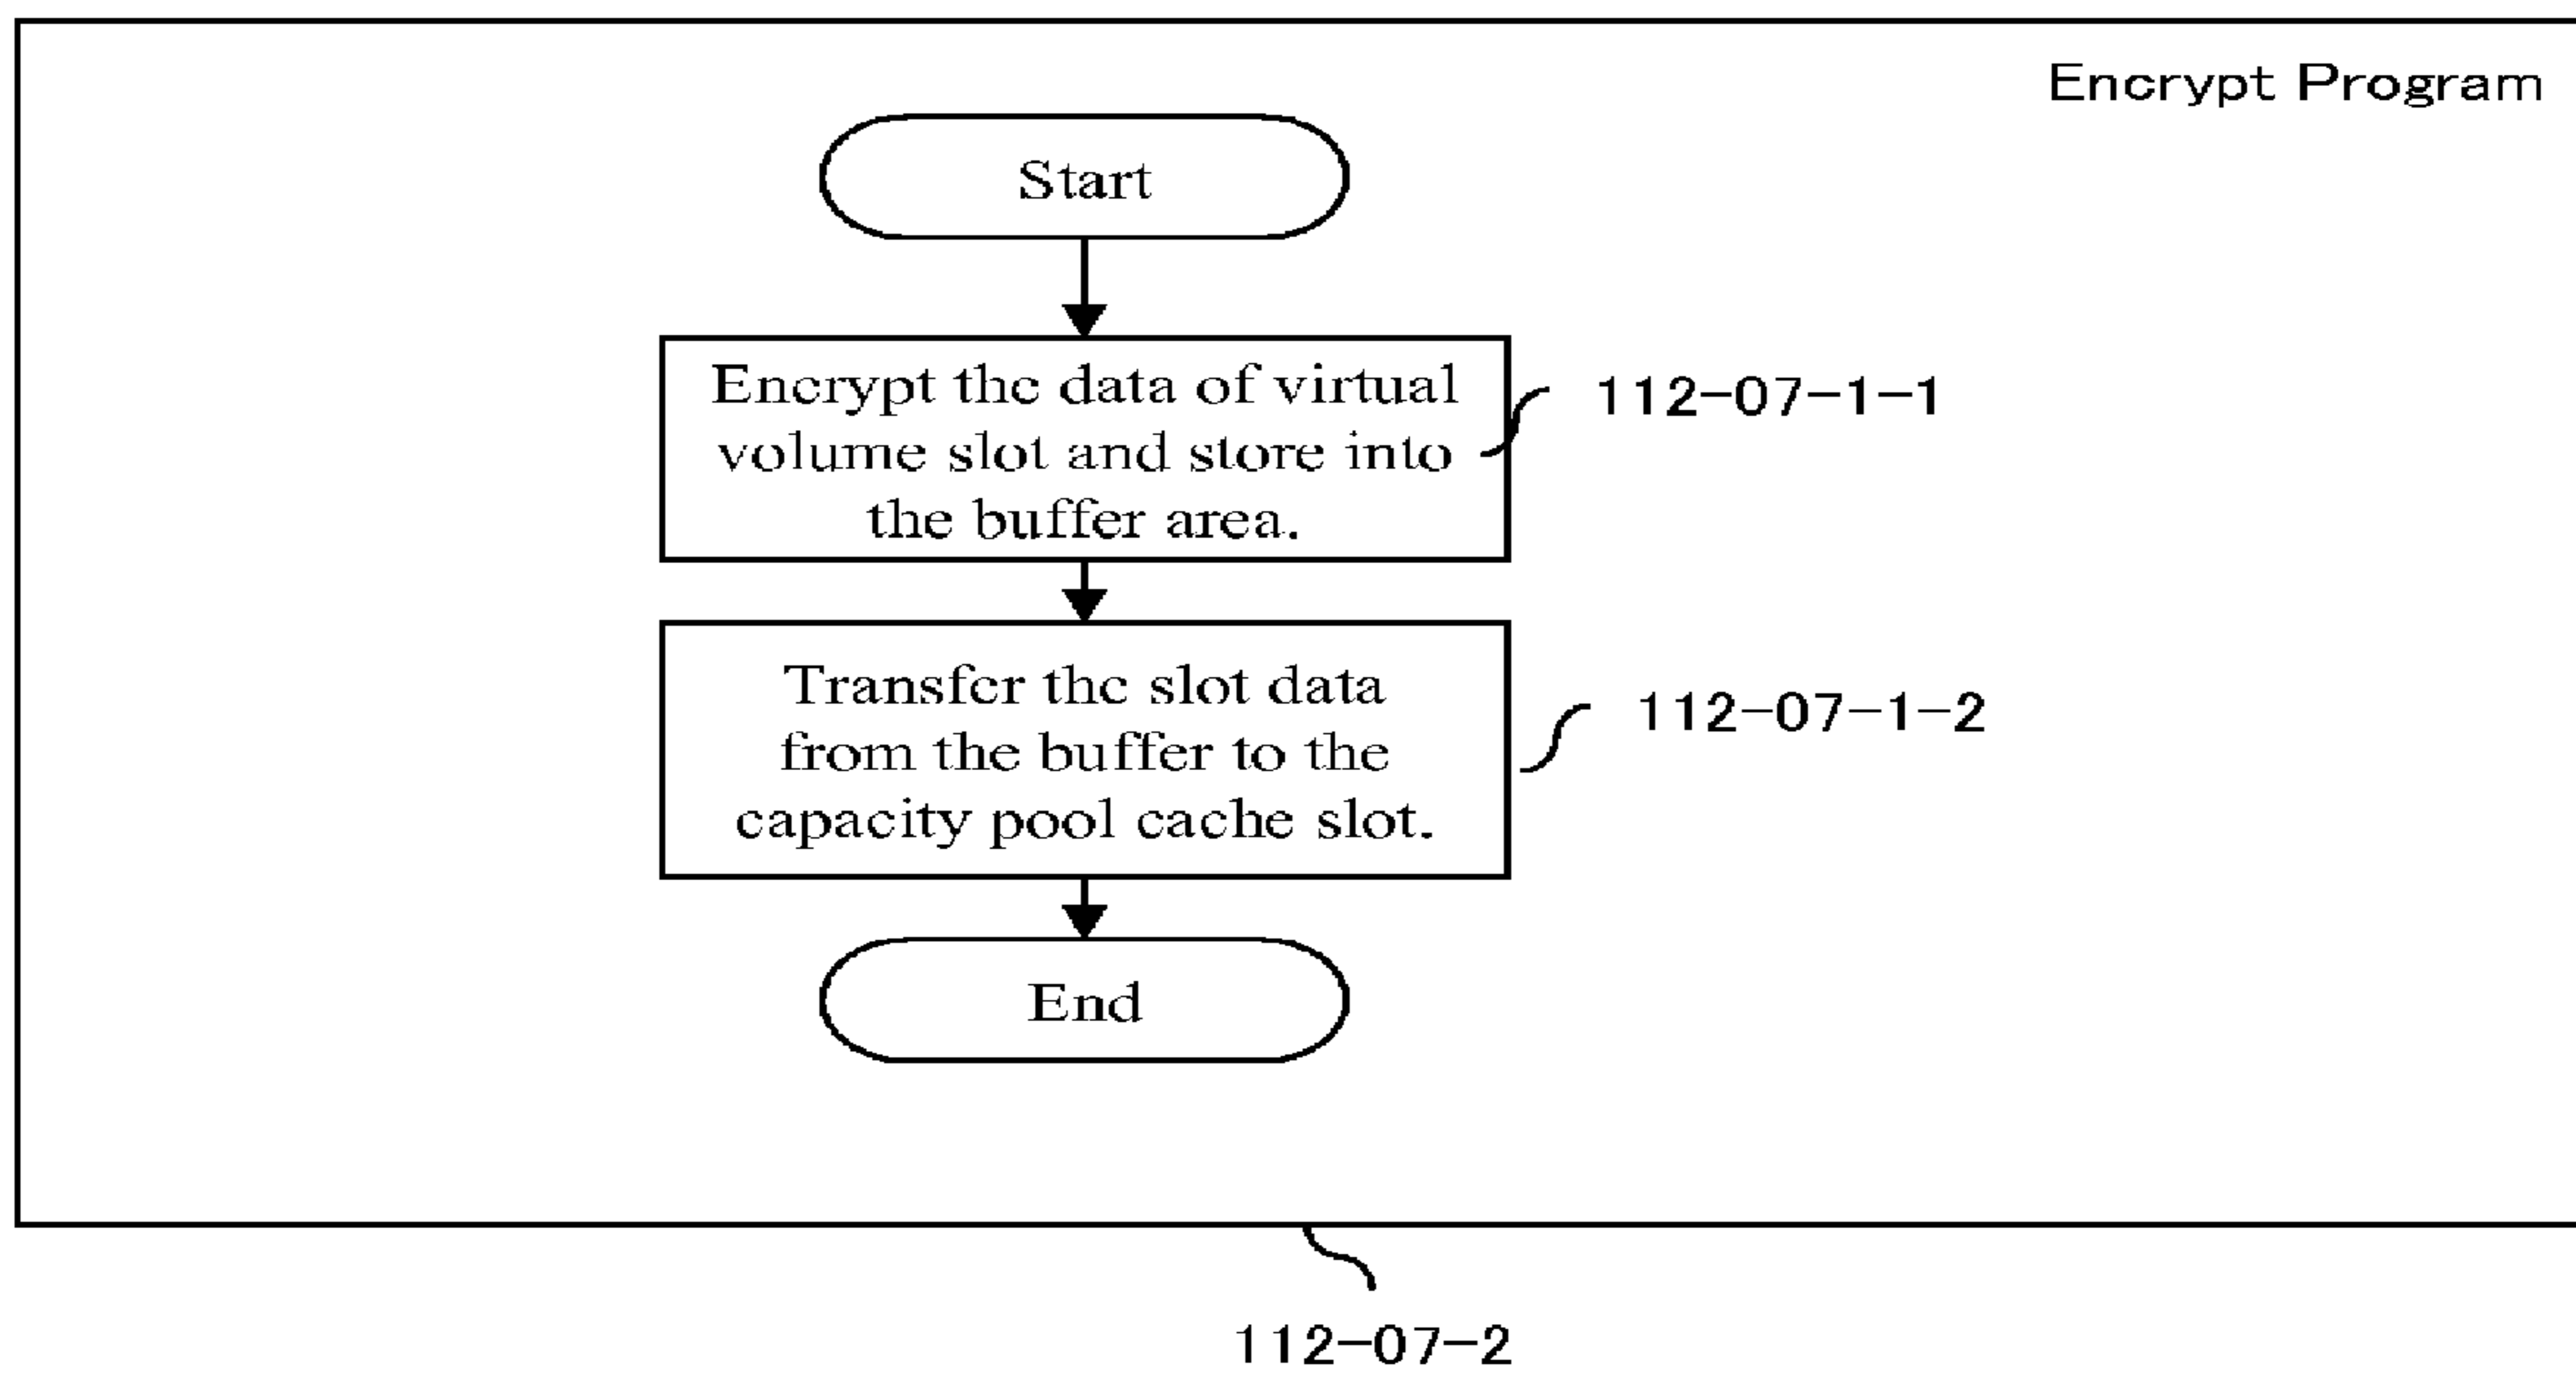 Encrypt Program
Start
Encrypt the data of virtual
volume slot and store into
the buffer area.
112-07-1-1
Transfer the slot data
from the buffer to the
capacity pool cache slot.
112-07-1-2
End
112-07-2